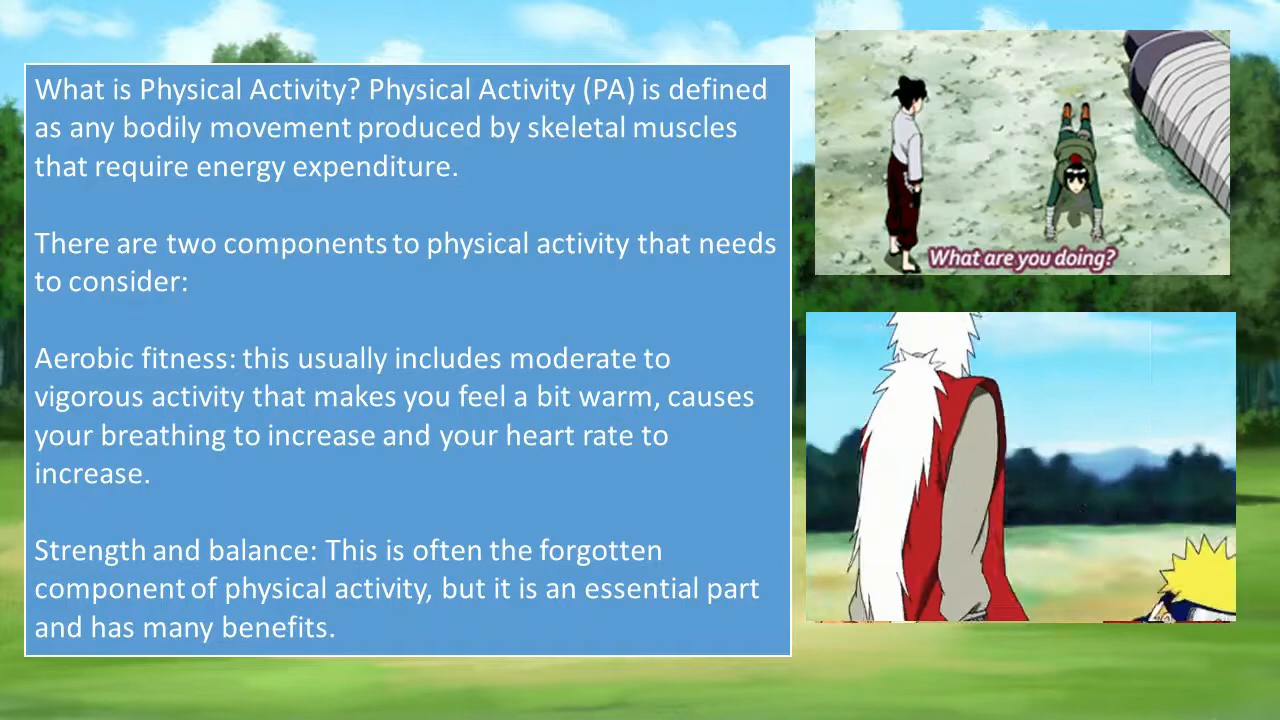 What is Physical Activity? Physical Activity (PA) is defined
as any bodily movement produced by skeletal muscles
that require energy expenditure.
There are two components to physical activity that needs
to consider:
Aerobic fitness: this usually includes moderate to
vigorous activity that makes you feel a bit warm, causes
your breathing to increase and your heart rate to
increase.
Strength and balance: This is often the forgotten
component of physical activity, but it is an essential part
and has many benefits.
What are you doing?